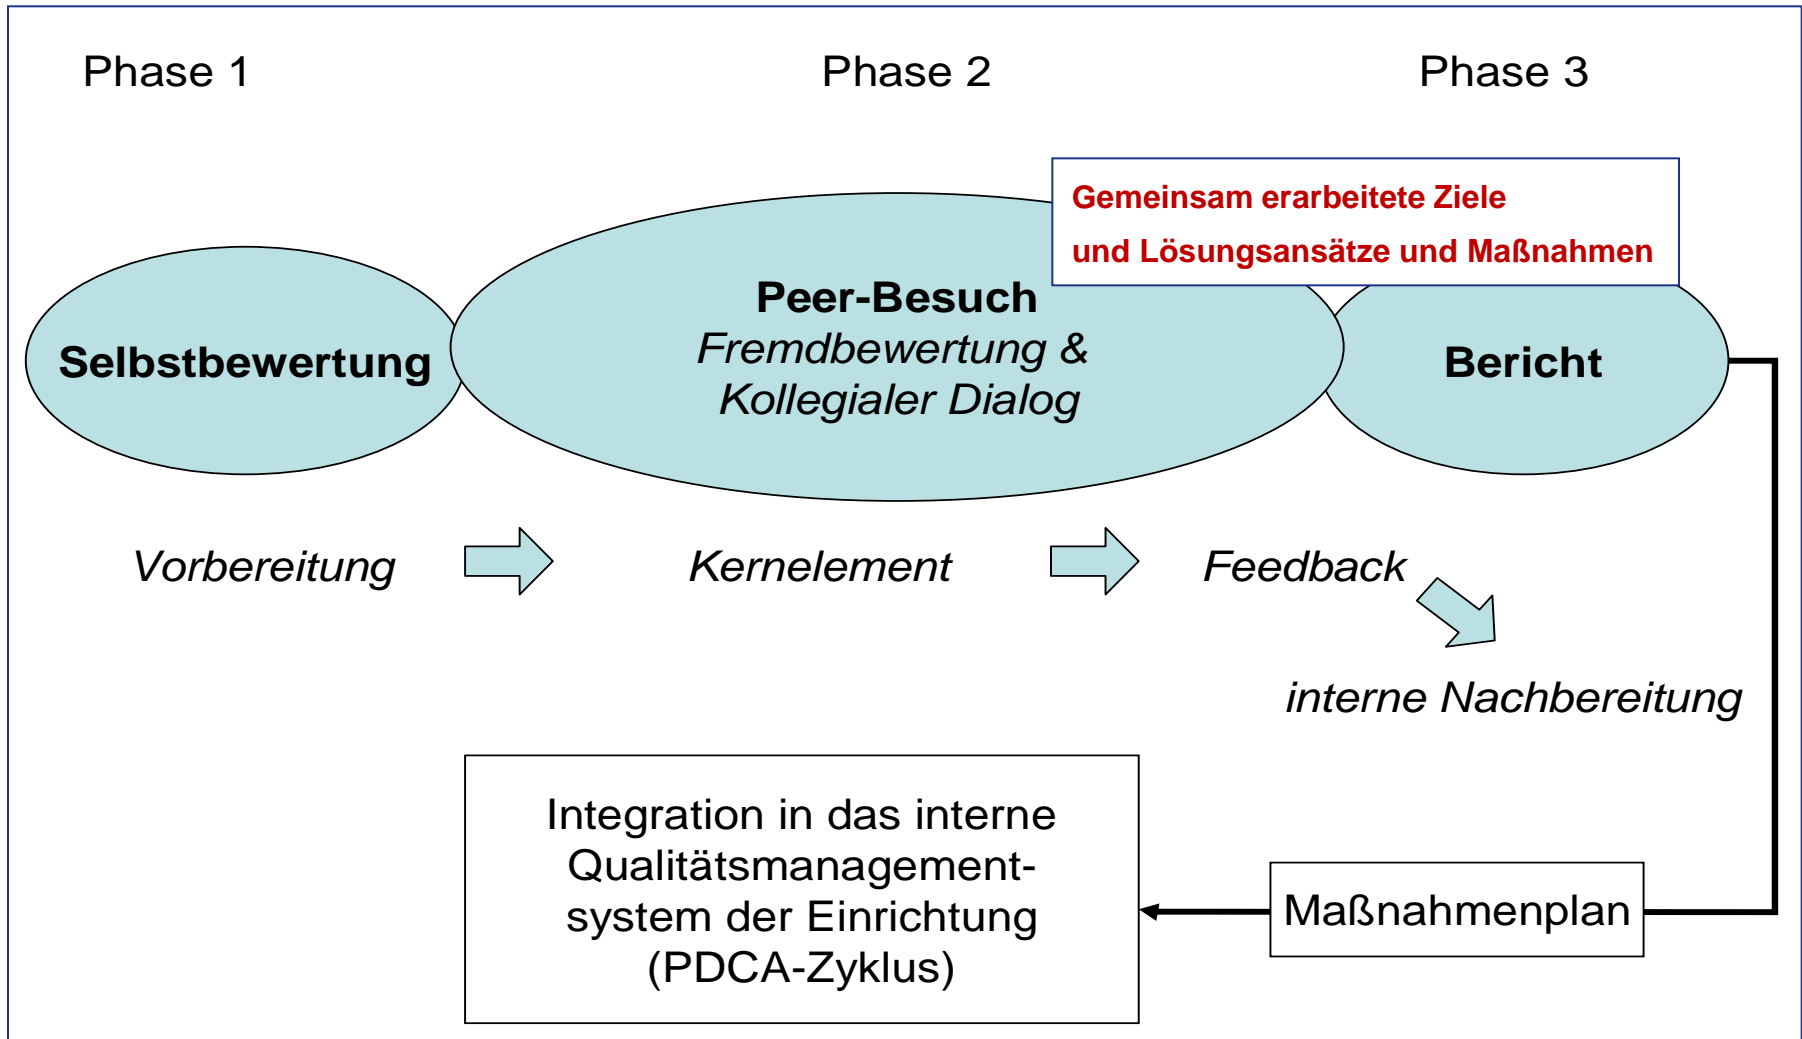 Phase 1
Phase 2
Phase 3
Gemeinsam erarbeitete Ziele
und Lösungsansätze und Maßnahmen
Selbstbewertung
Peer-Besuch
Fremdbewertung &
Kollegialer Dialog
Bericht
Vorbereitung
Kernelement
Feedback
interne Nachbereitung
Integration in das interne
Qualitätsmanagement-
system der Einrichtung
(PDCA-Zyklus)
Maßnahmenplan